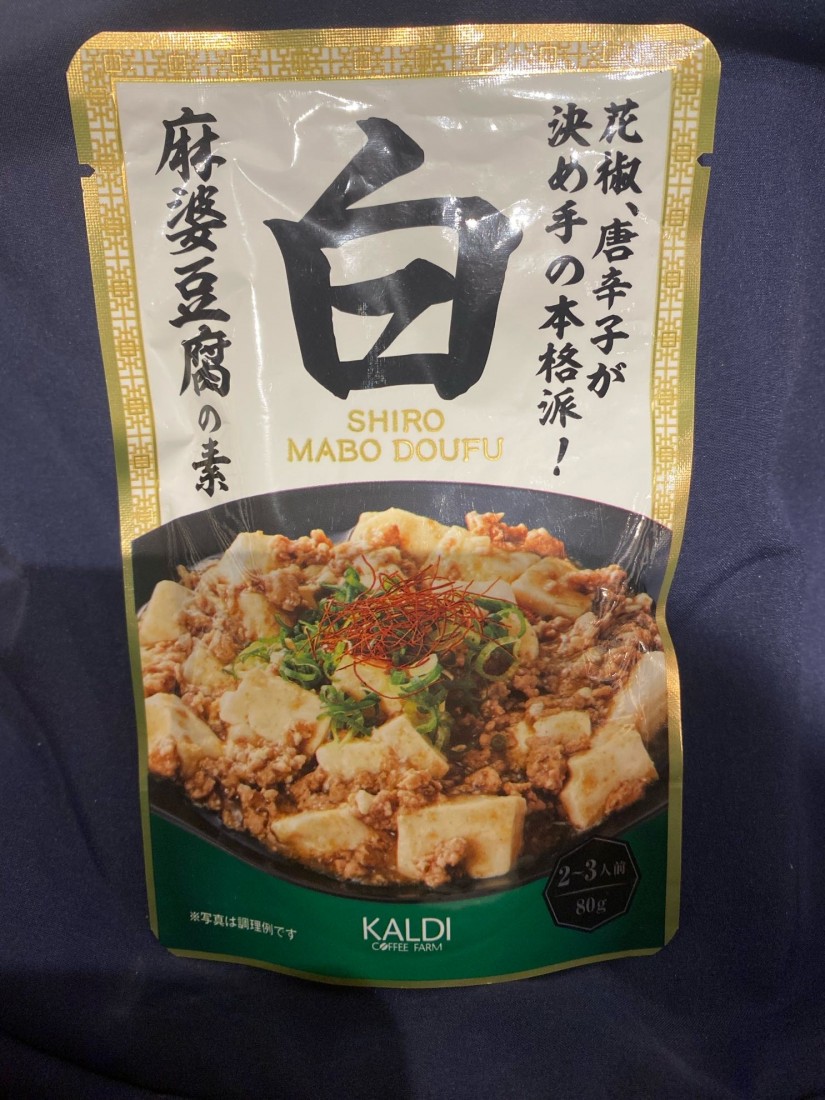 花椒、唐辛子が
決め手の本格派！
白
麻婆豆腐の素
SHIRO
MABO DOUFU
2~3人前
80g
※写真は調理例です
KALDI
COFFEE FARM